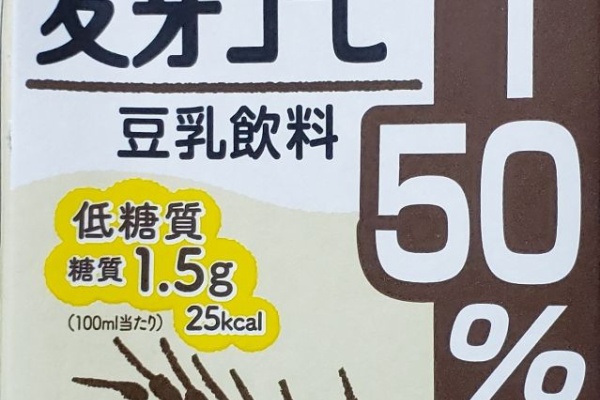 麦芽コーヒ
豆乳飲料
50
%
低糖質
糖質1.5g
(100ml当たり) 25kcal